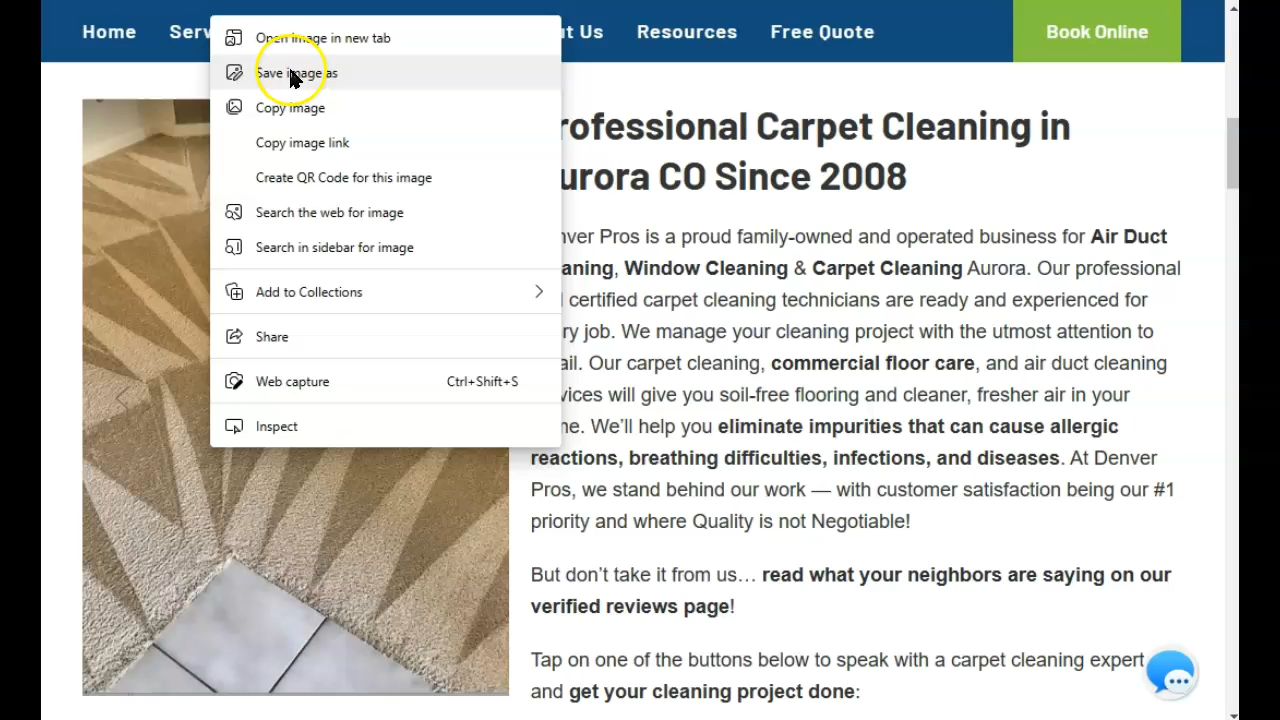 Home Serv t Us Resources Free Quote Book Online
Open image in new tab
Save image as
Copy image
Copy image link
Create QR Code for this image
Search the web for image
Search in sidebar for image
Add to Collections
Share
Web capture Ctrl+Shift+S
Inspect
rofessional Carpet Cleaning in
urora CO Since 2008
nver Pros is a proud family-owned and operated business for Air Duct
aning, Window Cleaning & Carpet Cleaning Aurora. Our professional
certified carpet cleaning technicians are ready and experienced for
ry job. We manage your cleaning project with the utmost attention to
ail. Our carpet cleaning, commercial floor care, and air duct cleaning
vices will give you soil-free flooring and cleaner, fresher air in your
ne. We’ll help you eliminate impurities that can cause allergic
reactions, breathing difficulties, infections, and diseases. At Denver
Pros, we stand behind our work — with customer satisfaction being our #1
priority and where Quality is not Negotiable!
But don’t take it from us… read what your neighbors are saying on our
verified reviews page!
Tap on one of the buttons below to speak with a carpet cleaning expert
and get your cleaning project done: